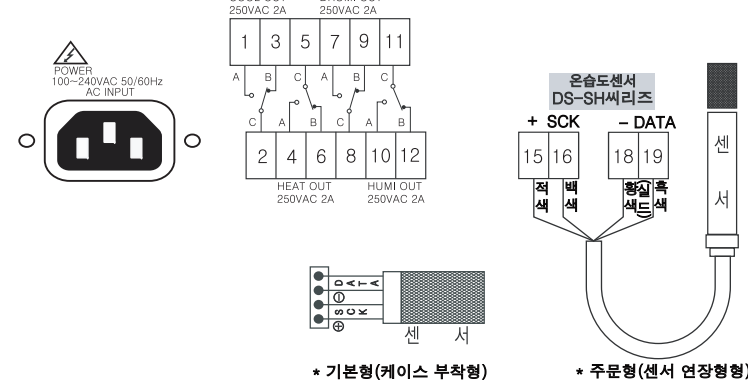 250VAC 2A
250VAC 2A
1 3 5 7 9 11
A B C A B C
C A B C A B
2 4 6 8 10 12
HEAT OUT
250VAC 2A
HUMI OUT
250VAC 2A
POWER
100~240VAC 50/60Hz
AC INPUT
온습도센서
DS-SH씨리즈
+ SCK
- DATA
15 16
18 19
적색
백색
황색
(실드)
흑색
센서
DATA
⊖
SCK
⊕
센 서
* 기본형(케이스 부착형)
* 주문형(센서 연장형형)